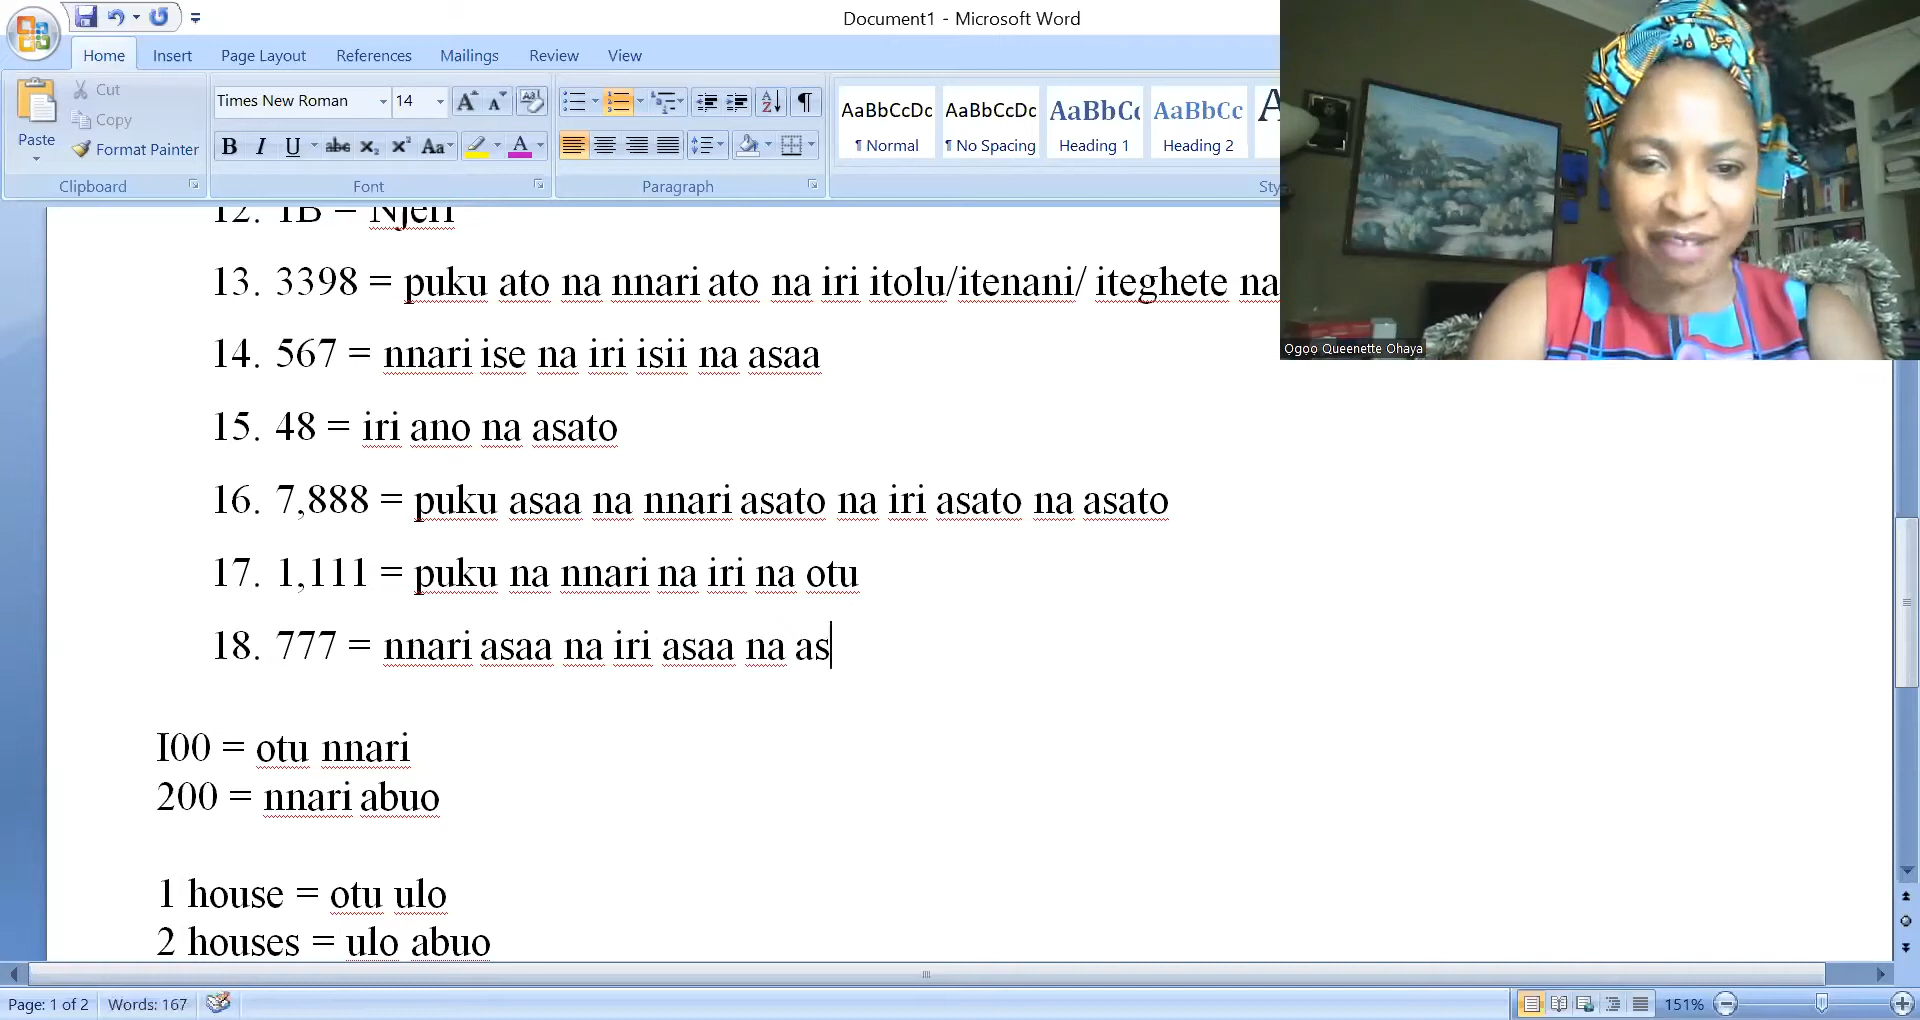 Document1 - Microsoft Word
Home Insert Page Layout References Mailings Review View
Cut
Copy
Paste
Format Painter
Times New Roman 14
AaBbCcDc AaBbCcDc AaBbCc AaBbCc A
¶ Normal ¶ No Spacing Heading 1 Heading 2
Clipboard Font Paragraph Sty
Ogoo Queenette Ohaya
12. 1B = Njeri
13. 3398 = puku ato na nnari ato na iri itolu/itenani/ iteghete na
14. 567 = nnari ise na iri isii na asaa
15. 48 = iri ano na asato
16. 7,888 = puku asaa na nnari asato na iri asato na asato
17. 1,111 = puku na nnari na iri na otu
18. 777 = nnari asaa na iri asaa na as
I00 = otu nnari
200 = nnari abuo
1 house = otu ulo
2 houses = ulo abuo
Page: 1 of 2 Words: 167 151%